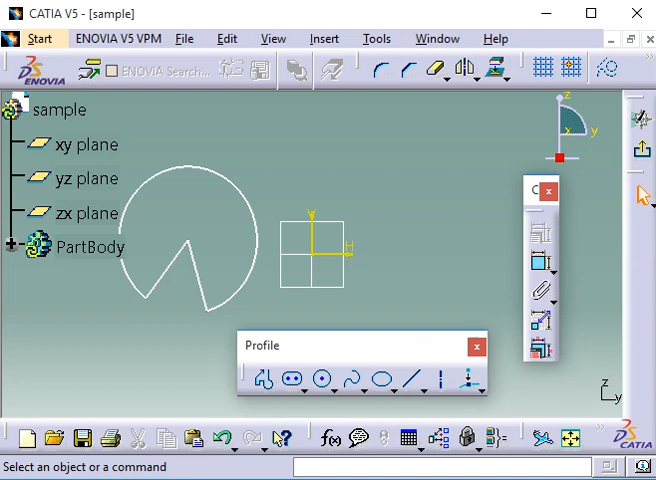 CATIA V5 - [sample]
Start ENOVIA V5 VPM File Edit View Insert Tools Window Help
ENOVIA
ENOVIA Search...
sample
xy plane
yz plane
zx plane
PartBody
V
H
z
x
y
C
Profile
x
z
y
f(x)
CATIA
Select an object or a command